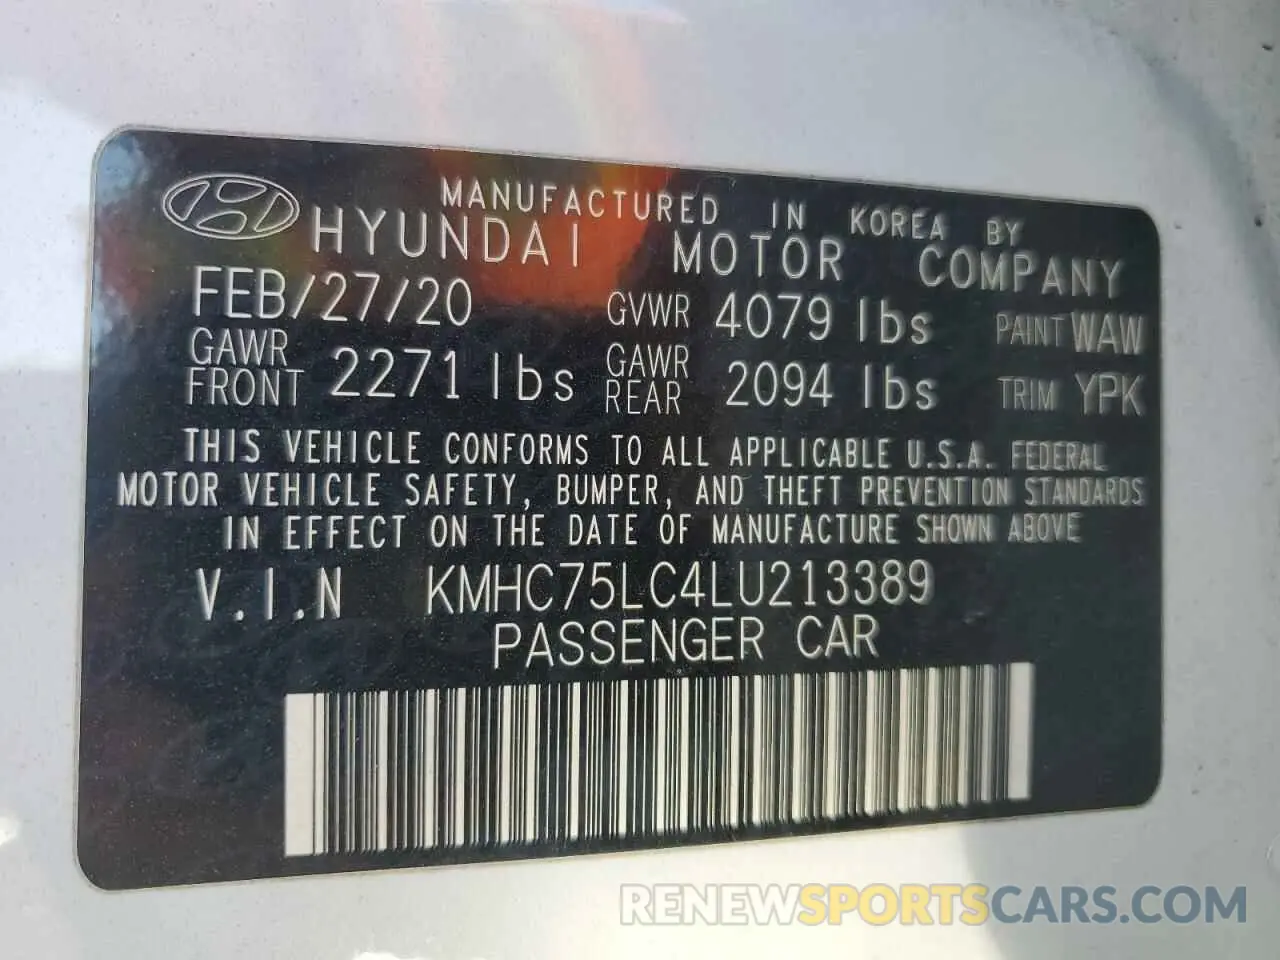 MANUFACTURED IN KOREA BY
HYUNDAI MOTOR COMPANY
FEB/27/20 GVWR 4079 lbs PAINT WAW
GAWR FRONT 2271 lbs GAWR REAR 2094 lbs TRIM YPK
THIS VEHICLE CONFORMS TO ALL APPLICABLE U.S.A. FEDERAL
MOTOR VEHICLE SAFETY, BUMPER, AND THEFT PREVENTION STANDARDS
IN EFFECT ON THE DATE OF MANUFACTURE SHOWN ABOVE
V.I.N KMHC75LC4LU213389
PASSENGER CAR
RENEWSPORTSCARS.COM